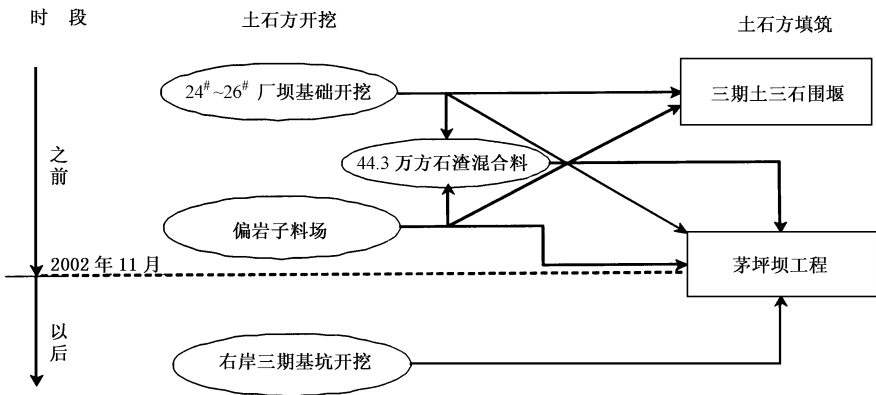 时 段
土石方开挖
土石方填筑
24#~26# 厂坝基础开挖
三期土三石围堰
之前
44.3 万方石渣混合料
偏岩子料场
茅坪坝工程
2002 年 11 月
以后
右岸三期基坑开挖